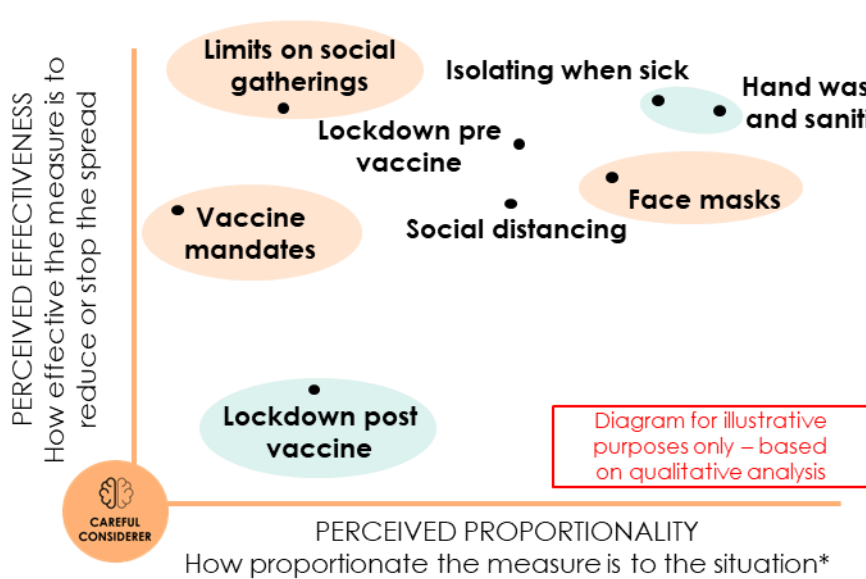 PERCEIVED EFFECTIVENESS
How effective the measure is to
reduce or stop the spread
Limits on social
gatherings
Isolating when sick
Hand was
and saniti
Lockdown pre
vaccine
Face masks
Vaccine
mandates
Social distancing
Lockdown post
vaccine
Diagram for illustrative
purposes only – based
on qualitative analysis
CAREFUL
CONSIDERER
PERCEIVED PROPORTIONALITY
How proportionate the measure is to the situation*